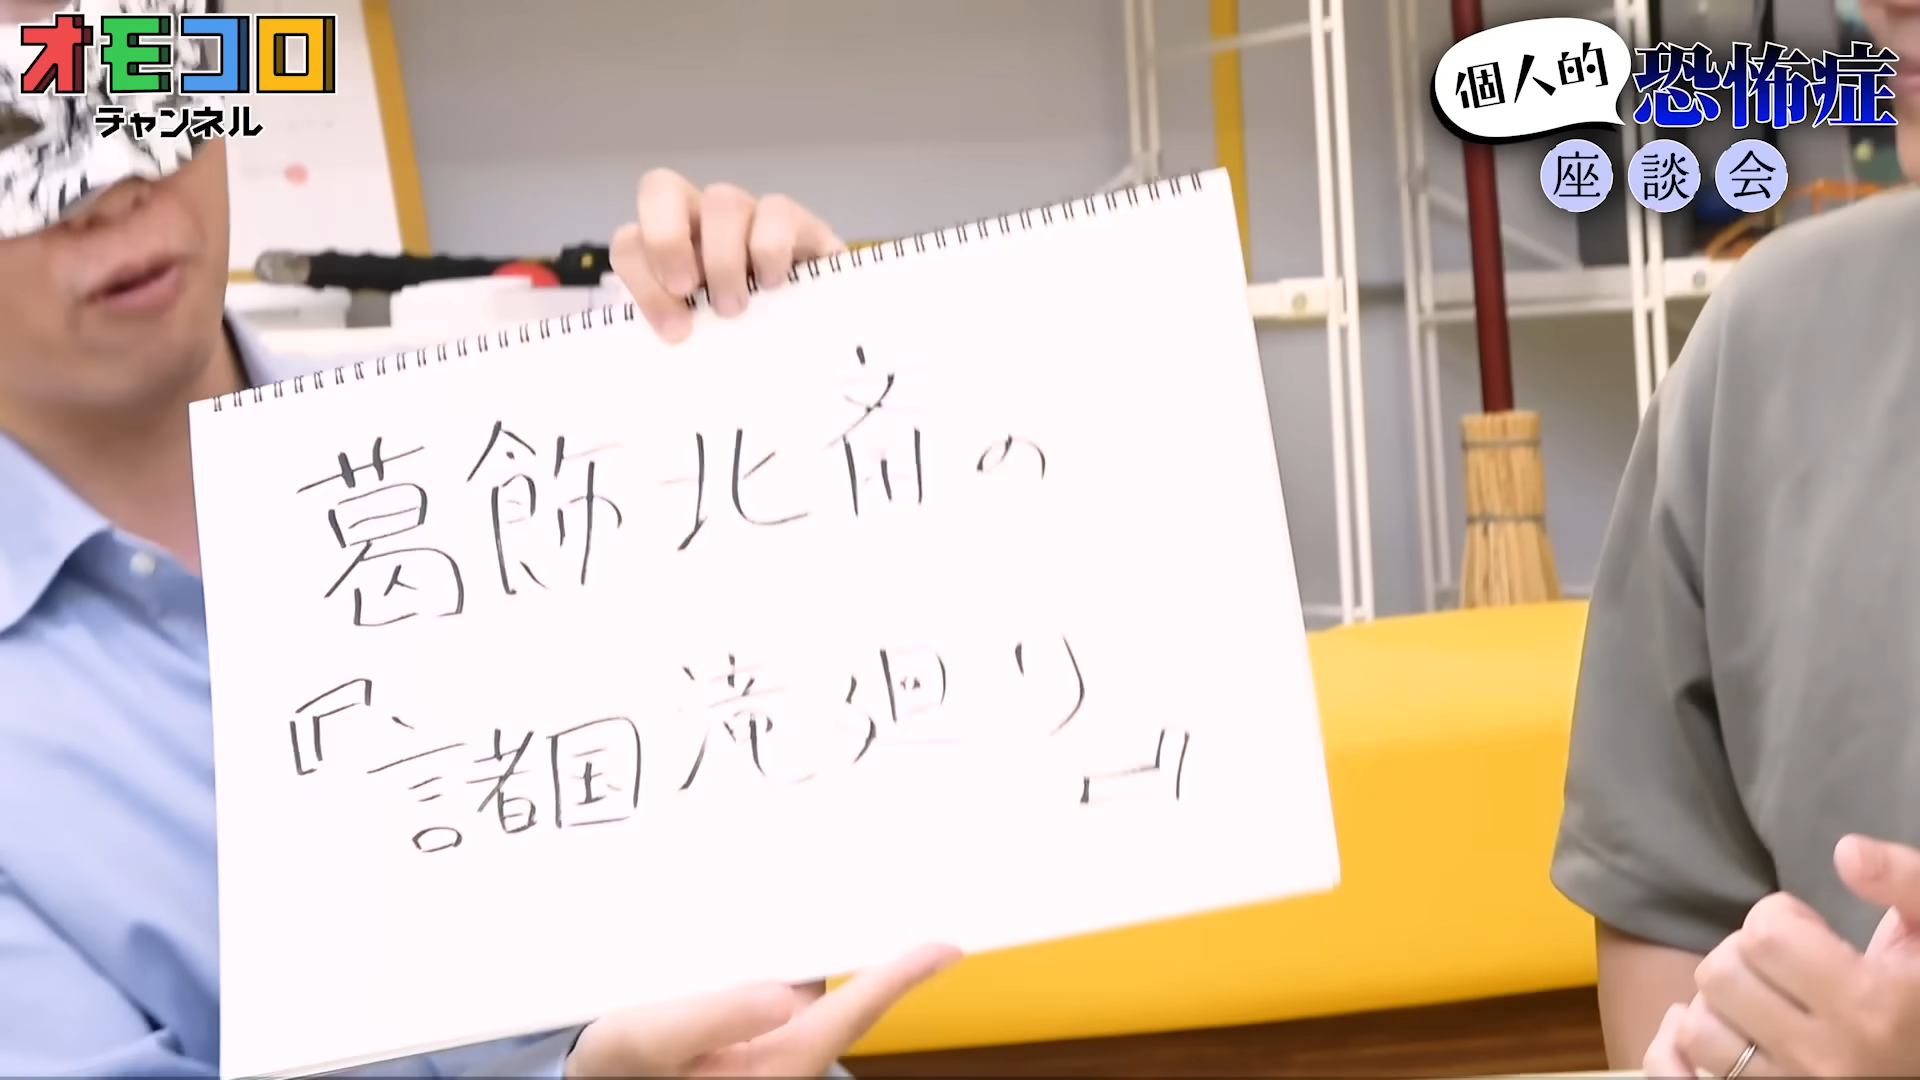 オモコロ
チャンネル
個人的
恐怖症
座談会
葛飾北斎の
『諸国滝廻り』